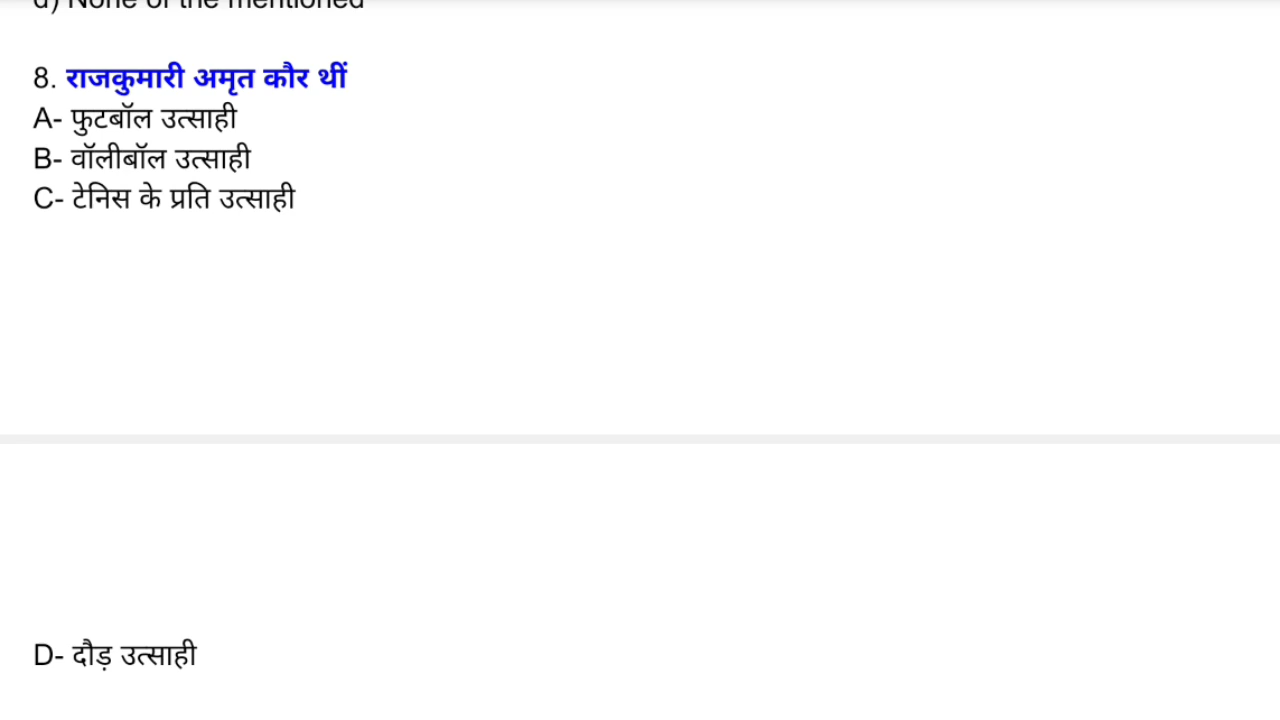 d) None of the mentioned
8. राजकुमारी अमृत कौर थीं
A- फुटबॉल उत्साही
B- वॉलीबॉल उत्साही
C- टेनिस के प्रति उत्साही
D- दौड़ उत्साही